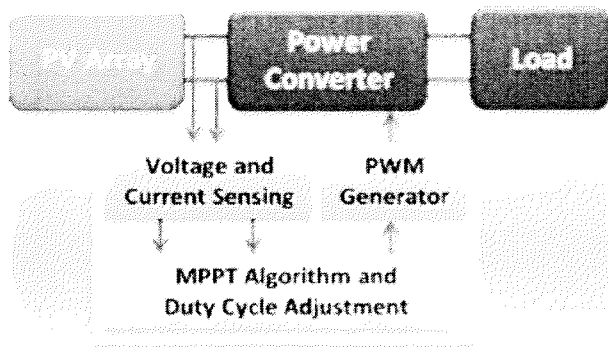 PV Array
Power
Converter
Load
Voltage and
Current Sensing
PWM
Generator
MPPT Algorithm and
Duty Cycle Adjustment